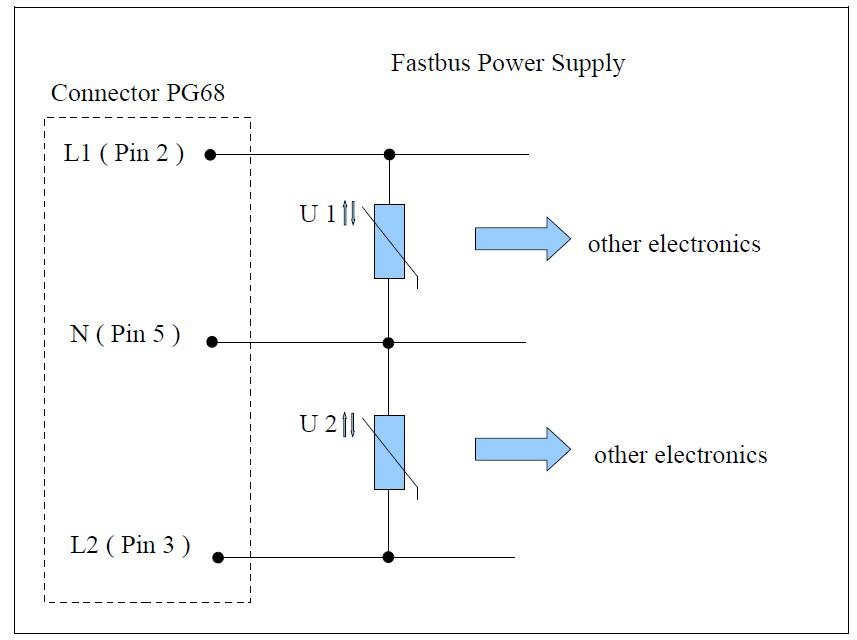 Fastbus Power Supply
Connector PG68
L1 ( Pin 2 )
U 1⇅
other electronics
N ( Pin 5 )
U 2⇅
other electronics
L2 ( Pin 3 )